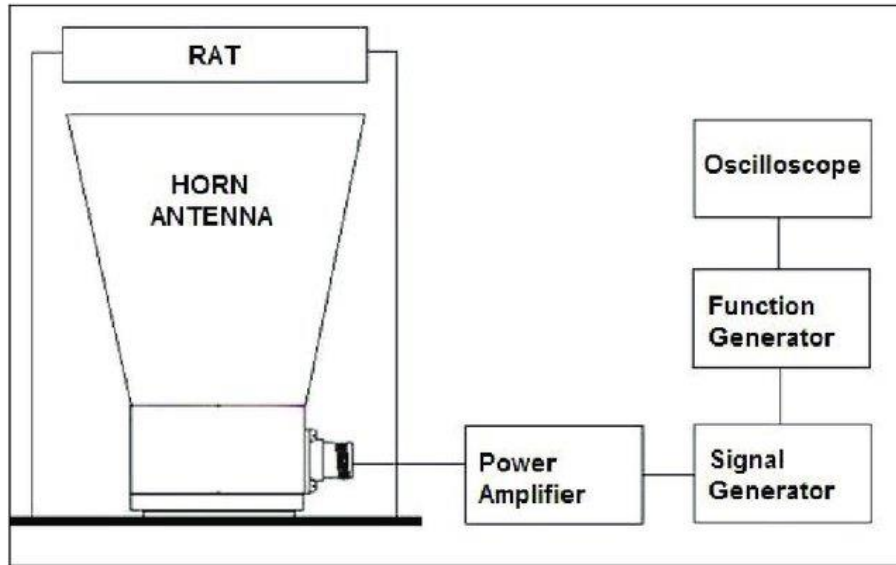 RAT
HORN
ANTENNA
Oscilloscope
Function
Generator
Power
Amplifier
Signal
Generator